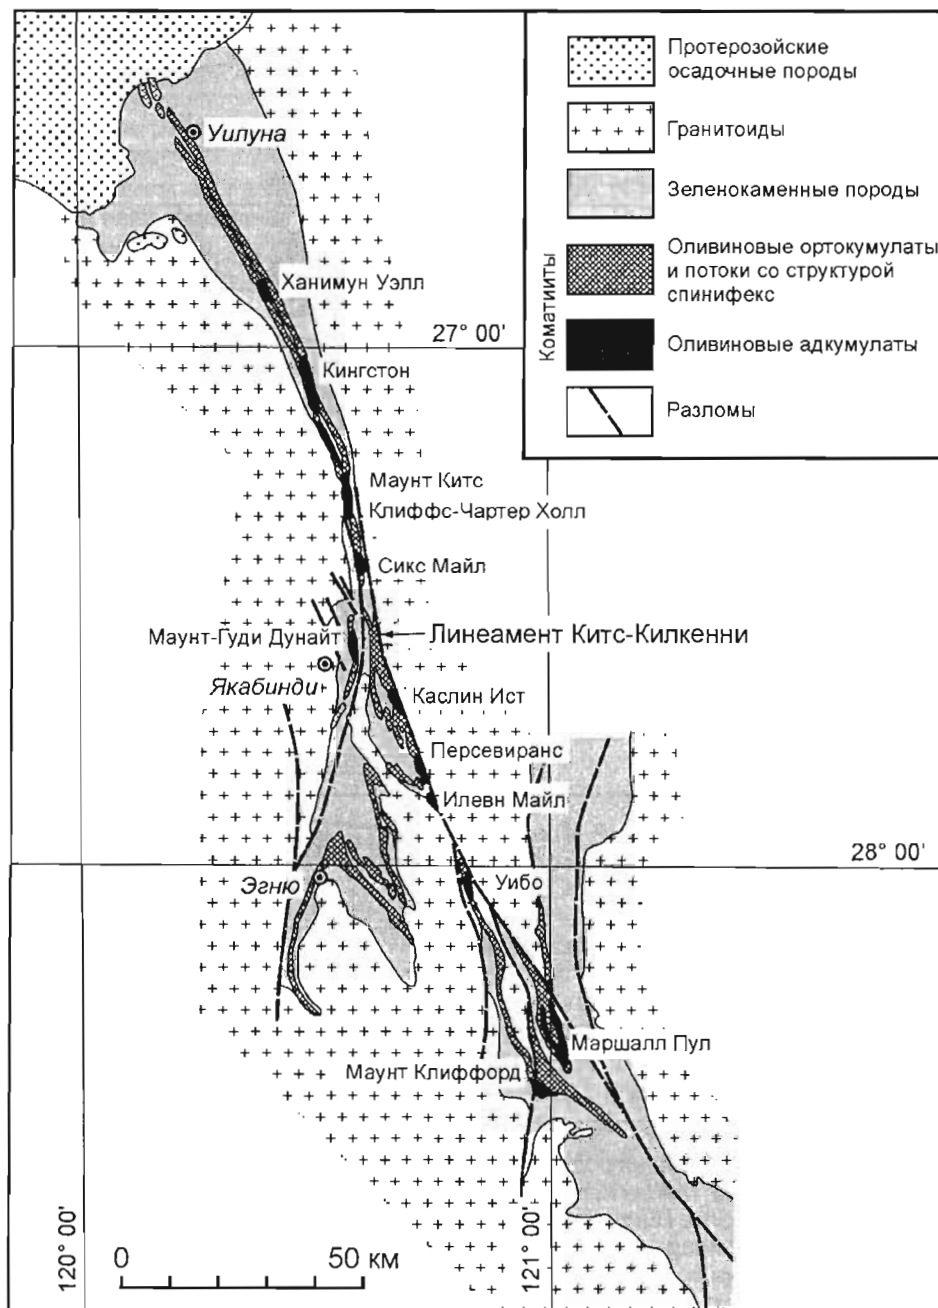 Протерозойские
осадочные породы
Гранитоиды
Зеленокаменные породы
Оливиновые ортокумулаты
и потоки со структурой
спинифекс
Коматииты
Оливиновые адкумулаты
Разломы
Уилуна
Ханимун Уэлл
27° 00'
Кингстон
Маунт Китс
Клиффс-Чартер Холл
Сикс Майл
Маунт-Гуди Дунайт
Линеамент Китс-Килкенни
Якабинди
Каслин Ист
Персевиранс
Илевн Майл
28° 00'
Эгню
Уибо
Маршалл Пул
Маунт Клиффорд
120° 00'
0
50 км
121° 00'